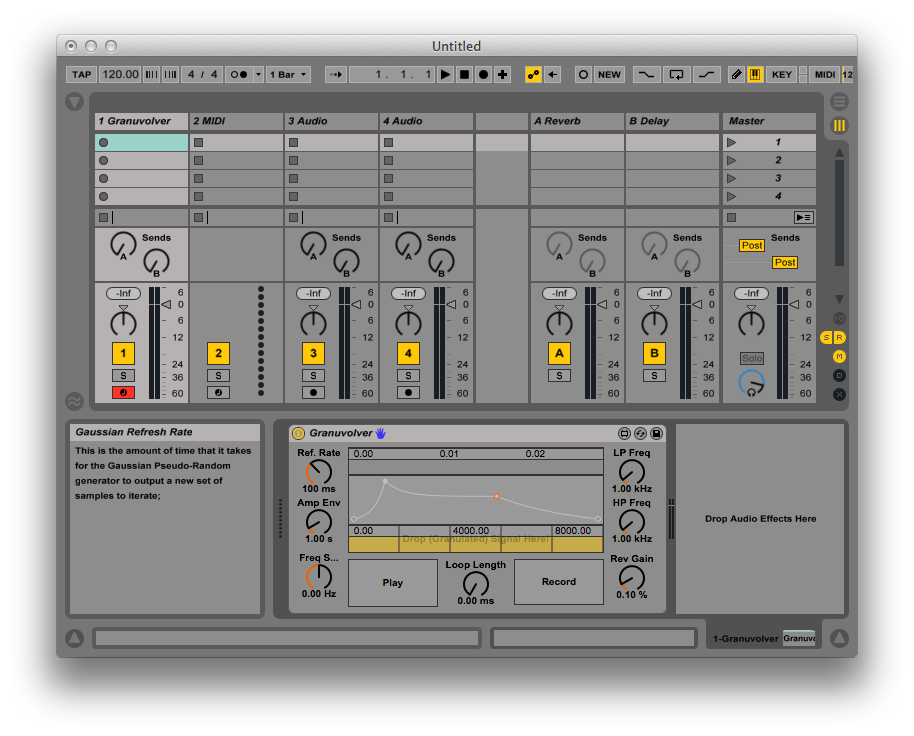 Untitled
TAP 120.00 4 / 4 1 Bar 1. 1. 1 NEW KEY MIDI 12
1 Granuvolver 2 MIDI 3 Audio 4 Audio A Reverb B Delay Master
1
2
3
4
Sends Sends Sends Sends Sends Sends
Post
A A A A A
Post
B B B B B
-Inf -Inf -Inf -Inf -Inf -Inf
6 6 6 6 6 6
0 0 0 0 0 0
6 6 6 6 6 6
12 12 12 12 12 12
S R
1 2 3 4 A B Solo
M
24 24 24 24 24 24
S S S S S S
36 36 36 36 36 36
D
60 60 60 60 60 60
X
Gaussian Refresh Rate
This is the amount of time that it takes
for the Gaussian Pseudo-Random
generator to output a new set of
samples to iterate;
Granuvolver
Ref. Rate
100 ms
Amp Env
1.00 s
Freq S...
0.00 Hz
0.00 0.01 0.02
0.00 4000.00 8000.00
Drop (Granulated) Signal Here!
Play
Loop Length
0.00 ms
Record
LP Freq
1.00 kHz
HP Freq
1.00 kHz
Rev Gain
0.10 %
Drop Audio Effects Here
1-Granuvolver Granuvo